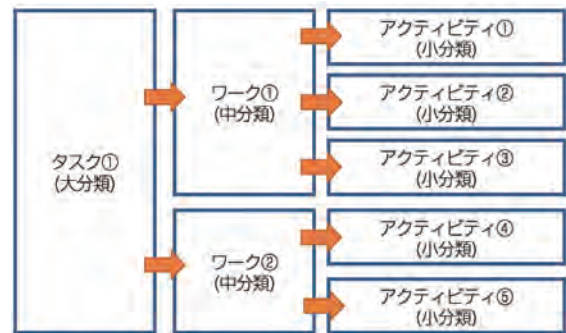 タスク①
(大分類)
ワーク①
(中分類)
アクティビティ①
(小分類)
アクティビティ②
(小分類)
アクティビティ③
(小分類)
ワーク②
(中分類)
アクティビティ④
(小分類)
アクティビティ⑤
(小分類)